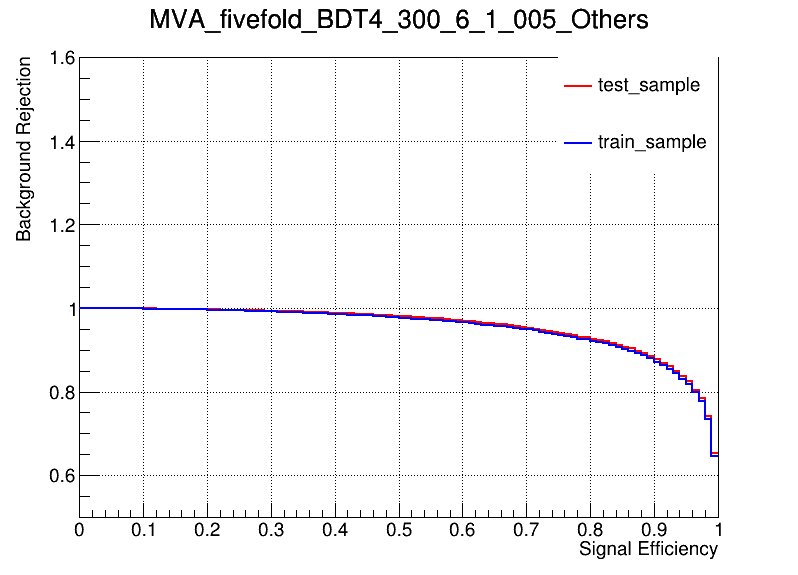 MVA_fivefold_BDT4_300_6_1_005_Others
Background Rejection
1.6
1.4
1.2
1
0.8
0.6
test_sample
train_sample
0 0.1 0.2 0.3 0.4 0.5 0.6 0.7 0.8 0.9 1
Signal Efficiency